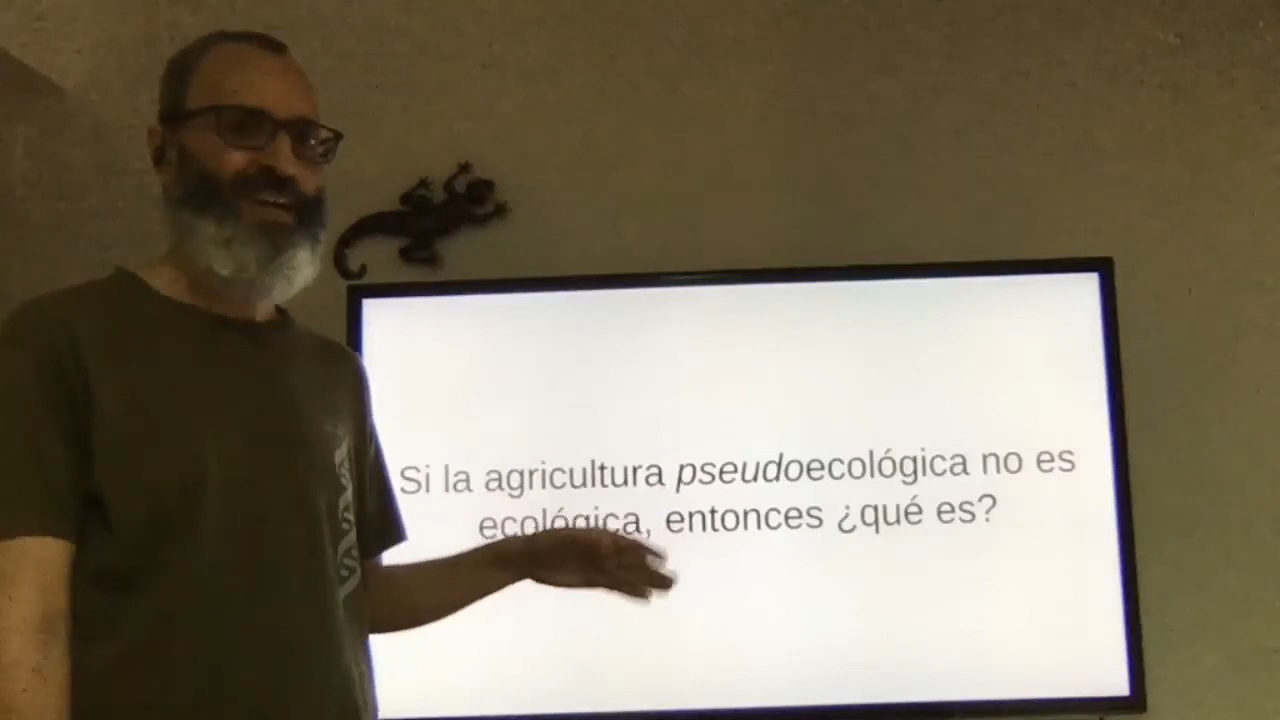 Si la agricultura pseudoecológica no es
ecológica, entonces ¿qué es?